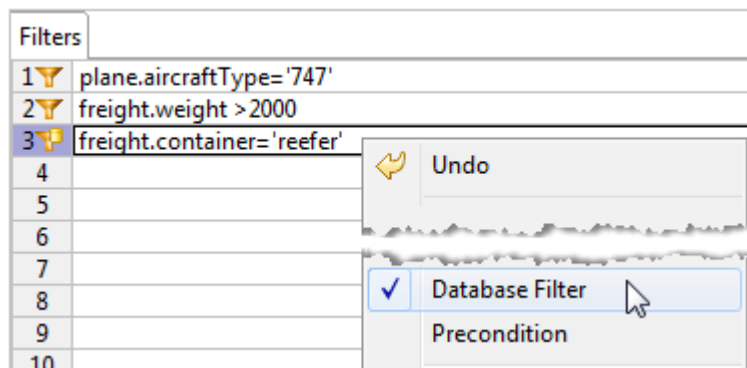 Filters
1 plane.aircraftType='747'
2 freight.weight >2000
3 freight.container='reefer'
Undo
4
5
6
7
Database Filter
8
9
Precondition
10